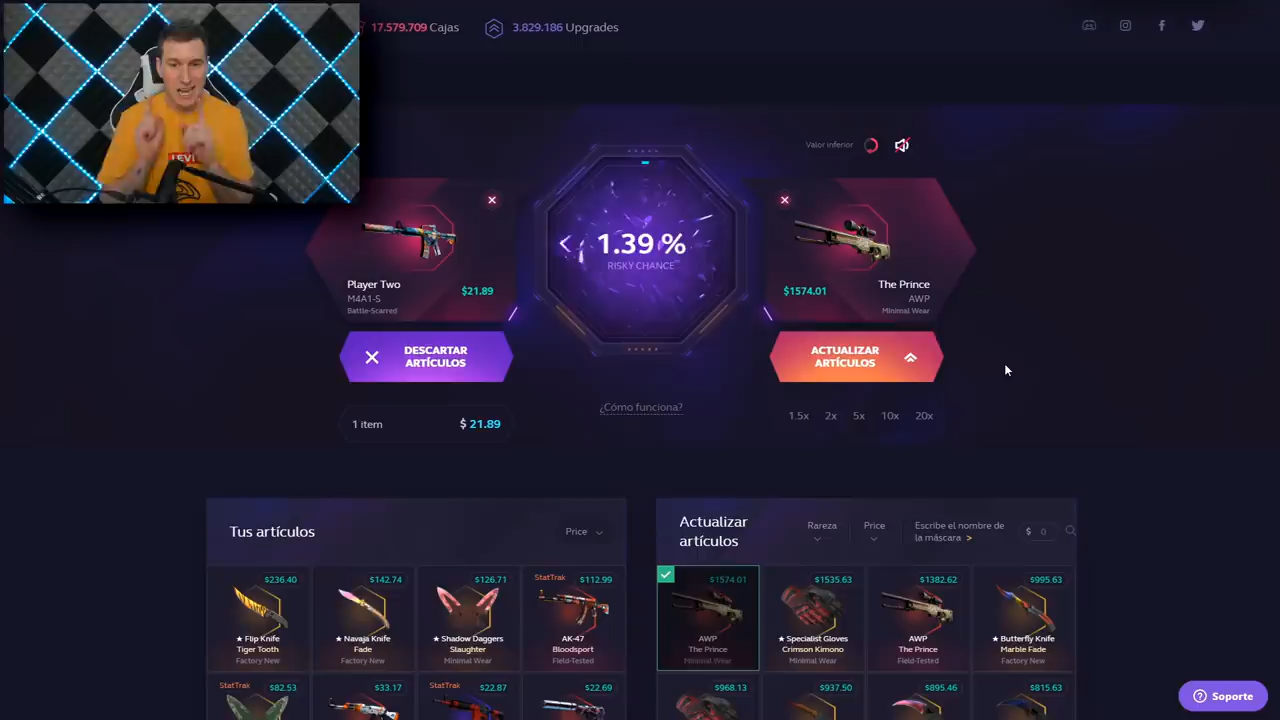 17.579.709 Cajas
3.829.186 Upgrades
LEVI
Valor inferior
1.39 %
RISKY CHANCE™
Player Two
M4A1-S
Battle-Scarred
$21.89
$1574.01
The Prince
AWP
Minimal Wear
DESCARTAR
ARTÍCULOS
ACTUALIZAR
ARTÍCULOS
1 item
$ 21.89
¿Cómo funciona?
1.5x 2x 5x 10x 20x
Tus artículos
Price
Actualizar
artículos
Rareza
Price
Escribe el nombre de
la máscara >
$ 0
$236.40
★ Flip Knife
Tiger Tooth
Factory New
$142.74
★ Navaja Knife
Fade
Factory New
$126.71
★ Shadow Daggers
Slaughter
Minimal Wear
StatTrak
$112.99
AK-47
Bloodsport
Field-Tested
$1574.01
AWP
The Prince
Minimal Wear
$1535.63
★ Specialist Gloves
Crimson Kimono
Minimal Wear
$1382.62
AWP
The Prince
Field-Tested
$995.63
★ Butterfly Knife
Marble Fade
Factory New
StatTrak
$82.53
$33.17
StatTrak
$22.87
$22.69
$968.13
$937.50
$895.46
$815.63
Soporte